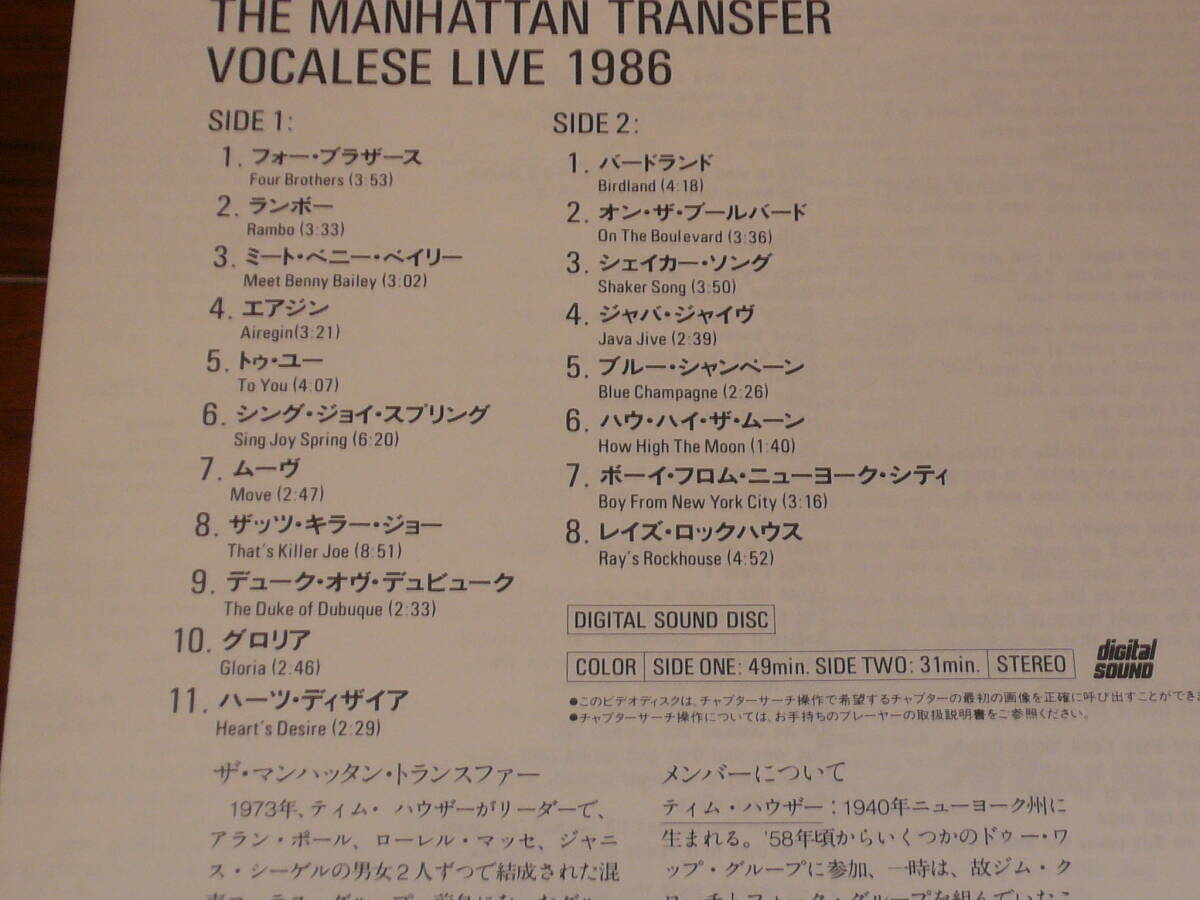 THE MANHATTAN TRANSFER
VOCALESE LIVE 1986
SIDE 1:
1. フォー・ブラザース
Four Brothers (3:53)
2. ランボー
Rambo (3:33)
3. ミート・ベニー・ベイリー
Meet Benny Bailey (3:02)
4. エアジン
Airegin(3:21)
5. トゥ・ユー
To You (4:07)
6. シング・ジョイ・スプリング
Sing Joy Spring (6:20)
7. ムーヴ
Move (2:47)
8. ザッツ・キラー・ジョー
That's Killer Joe (8:51)
9. デューク・オヴ・デュビューク
The Duke of Dubuque (2:33)
10. グロリア
Gloria (2:46)
11. ハーツ・ディザイア
Heart's Desire (2:29)
SIDE 2:
1. バードランド
Birdland (4:18)
2. オン・ザ・ブールバード
On The Boulevard (3:36)
3. シェイカー・ソング
Shaker Song (3:50)
4. ジャバ・ジャイヴ
Java Jive (2:39)
5. ブルー・シャンペーン
Blue Champagne (2:26)
6. ハウ・ハイ・ザ・ムーン
How High The Moon (1:40)
7. ボーイ・フロム・ニューヨーク・シティ
Boy From New York City (3:16)
8. レイズ・ロックハウス
Ray's Rockhouse (4:52)
DIGITAL SOUND DISC
COLOR SIDE ONE: 49min. SIDE TWO: 31min. STEREO
digital SOUND
●このビデオディスクは、チャプターサーチ操作で希望するチャプターの最初の画像を正確に呼び出すことができ
●チャプターサーチ操作については、お手持ちのプレーヤーの取扱説明書をご参照ください。
ザ・マンハッタン・トランスファー
1973年、ティム・ハウザーがリーダーで、
アラン・ポール、ローレル・マッセ、ジャニ
ス・シーゲルの男女2人ずつで結成された混
メンバーについて
ティム・ハウザー：1940年ニューヨーク州に
生まれる。'58年頃からいくつかのドゥー・ワ
ップ・グループに参加、一時は、故ジム・ク
ローチとフォーク・グループを組んでいたこ